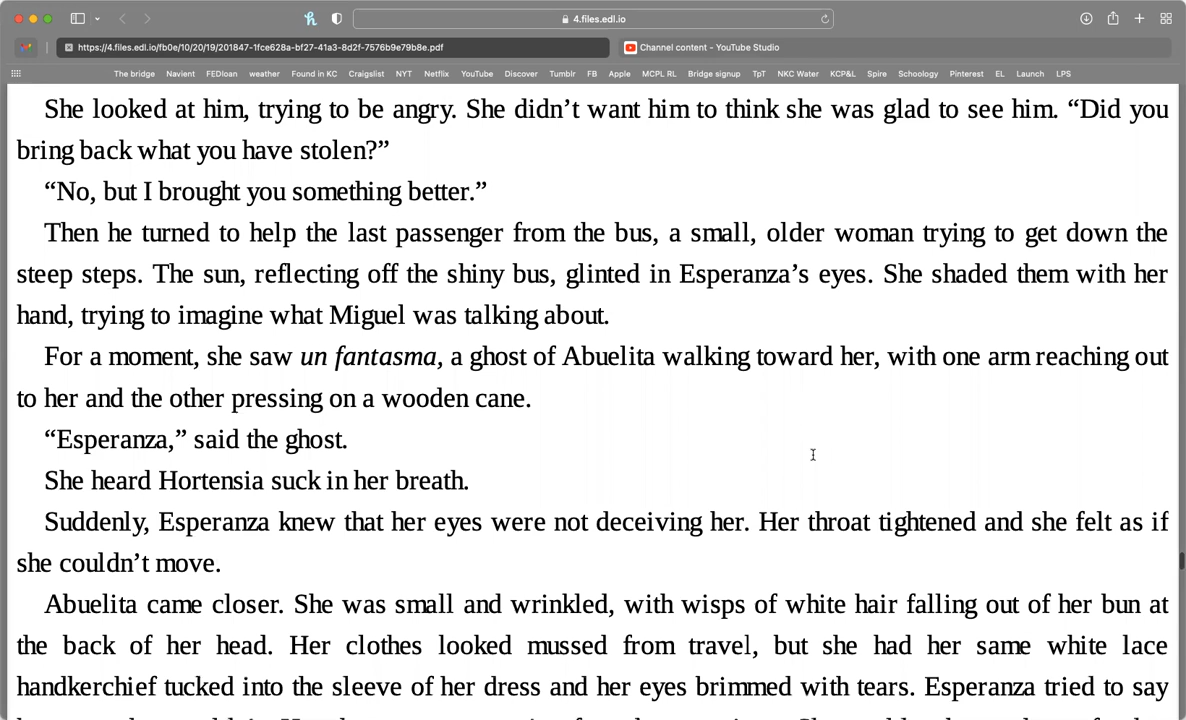 4.files.edl.io
https://4.files.edl.io/fb0e/10/20/19/201847-1fce628a-bf27-41a3-8d2f-7576b9e79b8e.pdf
Channel content - YouTube Studio
The bridge Navient FEDloan weather Found in KC Craigslist NYT Netflix YouTube Discover Tumblr FB Apple MCPL RL Bridge signup TpT NKC Water KCP&L Spire Schoology Pinterest EL Launch LPS
She looked at him, trying to be angry. She didn’t want him to think she was glad to see him. “Did you
bring back what you have stolen?”
“No, but I brought you something better.”
Then he turned to help the last passenger from the bus, a small, older woman trying to get down the
steep steps. The sun, reflecting off the shiny bus, glinted in Esperanza’s eyes. She shaded them with her
hand, trying to imagine what Miguel was talking about.
For a moment, she saw un fantasma, a ghost of Abuelita walking toward her, with one arm reaching out
to her and the other pressing on a wooden cane.
“Esperanza,” said the ghost.
She heard Hortensia suck in her breath.
Suddenly, Esperanza knew that her eyes were not deceiving her. Her throat tightened and she felt as if
she couldn’t move.
Abuelita came closer. She was small and wrinkled, with wisps of white hair falling out of her bun at
the back of her head. Her clothes looked mussed from travel, but she had her same white lace
handkerchief tucked into the sleeve of her dress and her eyes brimmed with tears. Esperanza tried to say